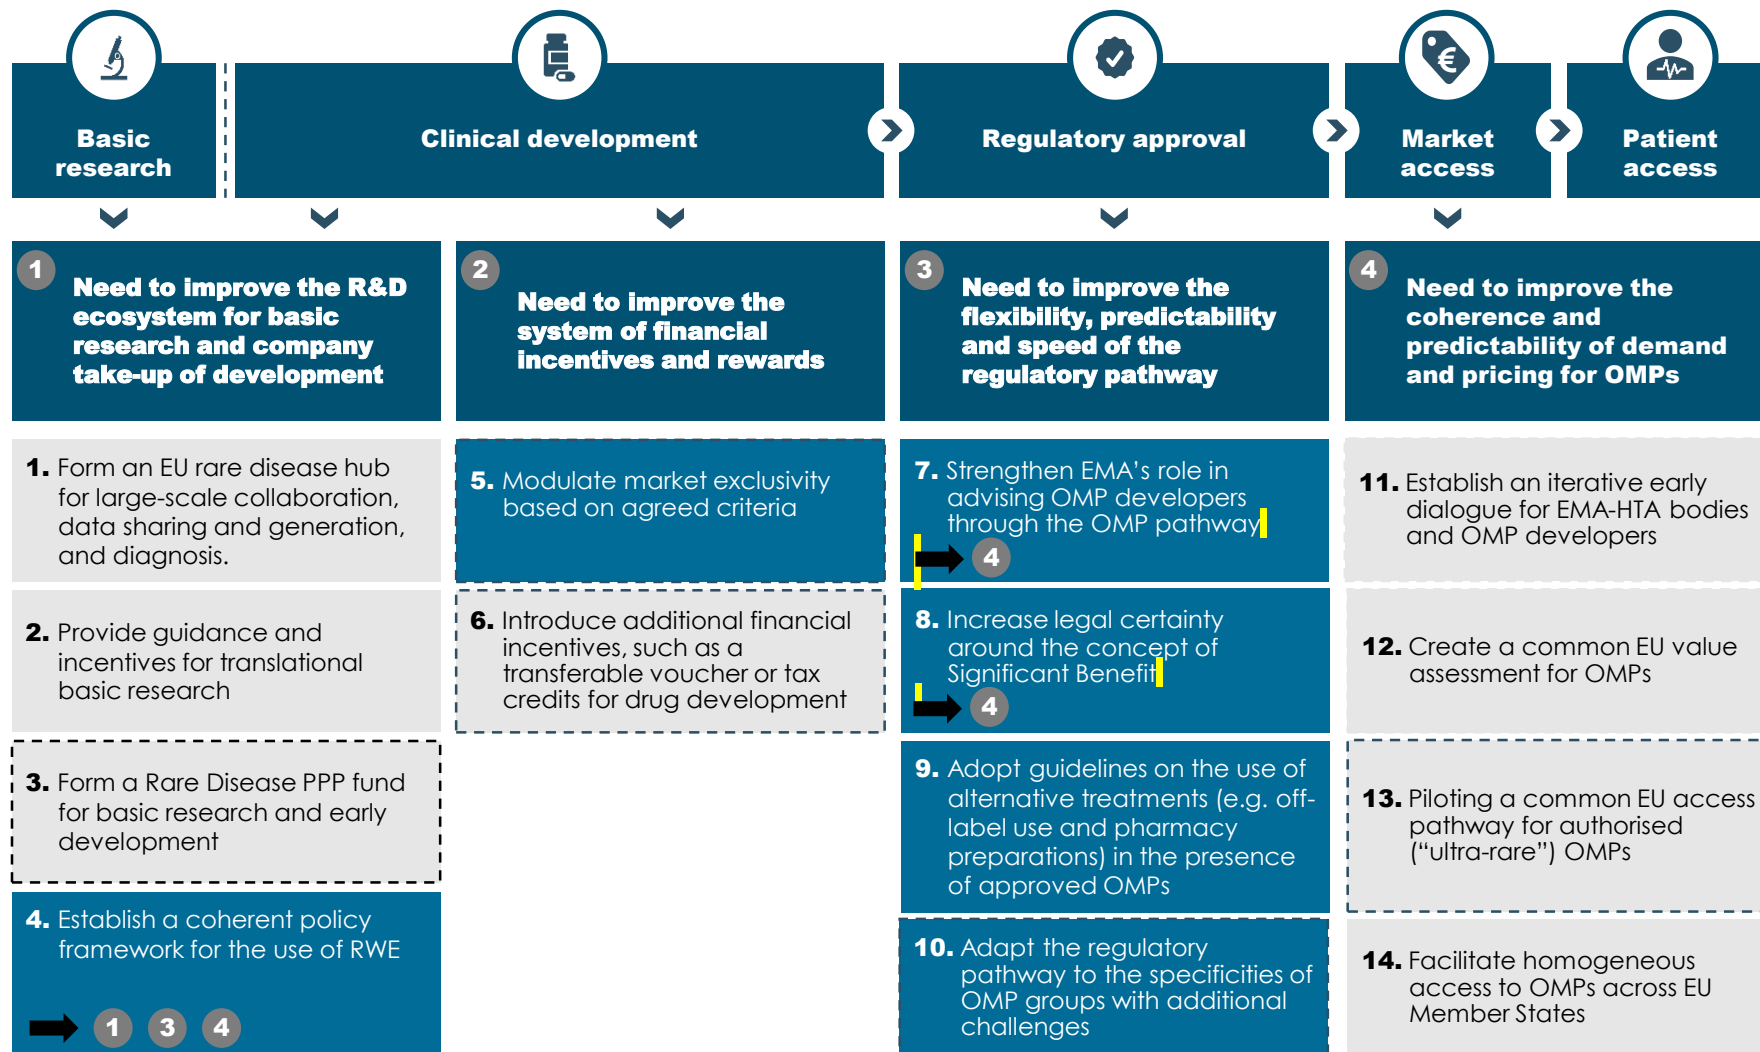 Basic
research
Clinical development
Regulatory approval
Market
access
Patient
access
1
Need to improve the R&D
ecosystem for basic
research and company
take-up of development
2
Need to improve the
system of financial
incentives and rewards
3
Need to improve the
flexibility, predictability
and speed of the
regulatory pathway
4
Need to improve the
coherence and
predictability of demand
and pricing for OMPs
1. Form an EU rare disease hub
for large-scale collaboration,
data sharing and generation,
and diagnosis.
2. Provide guidance and
incentives for translational
basic research
3. Form a Rare Disease PPP fund
for basic research and early
development
4. Establish a coherent policy
framework for the use of RWE
1 3 4
5. Modulate market exclusivity
based on agreed criteria
6. Introduce additional financial
incentives, such as a
transferable voucher or tax
credits for drug development
7. Strengthen EMA's role in
advising OMP developers
through the OMP pathway
4
8. Increase legal certainty
around the concept of
Significant Benefit
4
9. Adopt guidelines on the use of
alternative treatments (e.g. off-
label use and pharmacy
preparations) in the presence
of approved OMPs
10. Adapt the regulatory
pathway to the specificities of
OMP groups with additional
challenges
11. Establish an iterative early
dialogue for EMA-HTA bodies
and OMP developers
12. Create a common EU value
assessment for OMPs
13. Piloting a common EU access
pathway for authorised
("ultra-rare") OMPs
14. Facilitate homogeneous
access to OMPs across EU
Member States